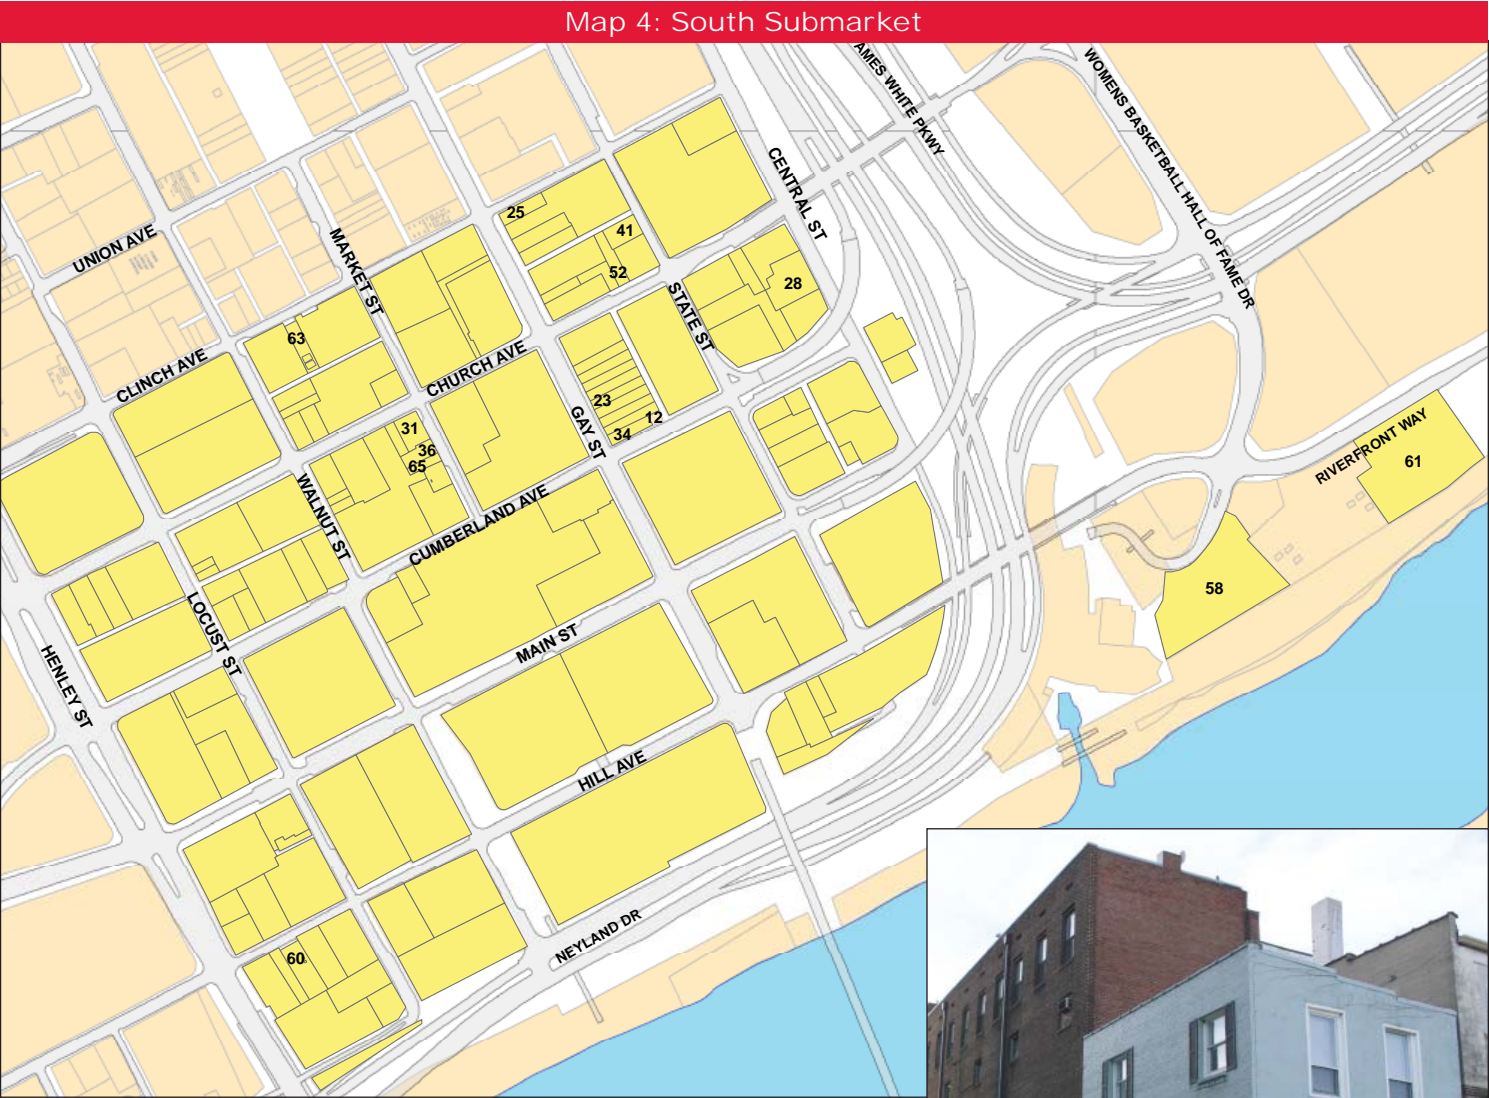 Map 4: South Submarket
AMES WHITE PKWY
WOMENS BASKETBALL HALL OF FAME DR
CENTRAL ST
25
41
UNION AVE
MARKET ST
52
28
STATE ST
63
CLINCH AVE
CHURCH AVE
23
12
GAY ST
34
31
36
65
RIVERFRONT WAY
61
WALNUT ST
CUMBERLAND AVE
58
LOCUST ST
MAIN ST
HENLEY ST
HILL AVE
NEYLAND DR
60